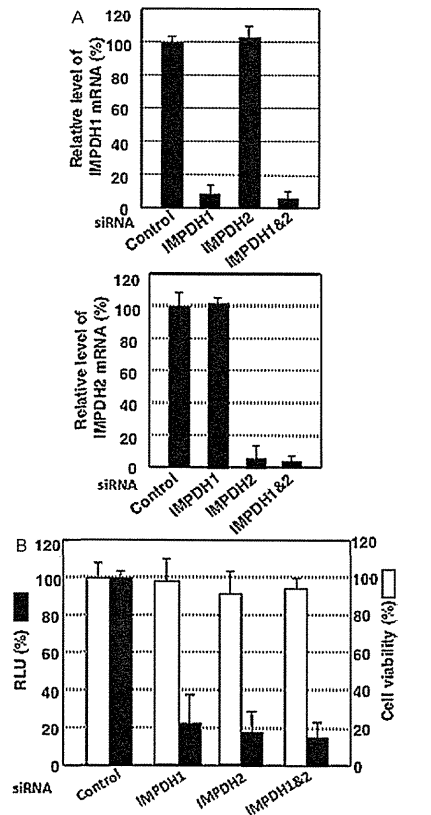 A
Relative level of
IMPDH1 mRNA (%)
120
100
80
60
40
20
0
siRNA
Control
IMPDH1
IMPDH2
IMPDH1&2
Relative level of
IMPDH2 mRNA (%)
120
100
80
60
40
20
0
siRNA
Control
IMPDH1
IMPDH2
IMPDH1&2
B
RLU (%)
120
100
80
60
40
20
0
120
100
80
60
40
20
0
Cell viability (%)
siRNA
Control
IMPDH1
IMPDH2
IMPDH1&2